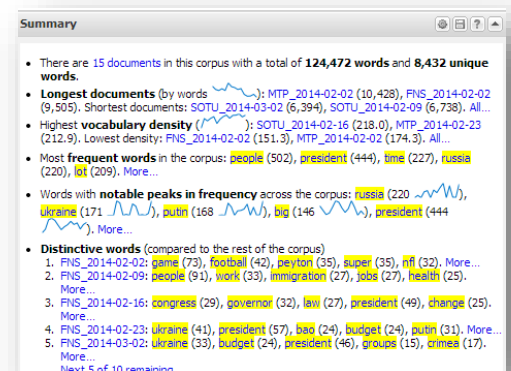 Summary
?
There are 15 documents in this corpus with a total of 124,472 words and 8,432 unique
words.
Longest documents (by words ): MTP_2014-02-02 (10,428), FNS_2014-02-02
(9,505). Shortest documents: SOTU_2014-03-02 (6,394), SOTU_2014-02-09 (6,738). All...
Highest vocabulary density ( ): SOTU_2014-02-16 (218.0), MTP_2014-02-23
(212.9). Lowest density: FNS_2014-02-02 (151.3), MTP_2014-02-02 (174.3). All...
Most frequent words in the corpus: people (502), president (444), time (227), russia
(220), lot (209). More...
Words with notable peaks in frequency across the corpus: russia (220 ),
ukraine (171 ), putin (168 ), big (146 ), president (444
). More...
Distinctive words (compared to the rest of the corpus)
1. FNS_2014-02-02: game (73), football (42), peyton (35), super (35), nfl (32). More...
2. FNS_2014-02-09: people (91), work (33), immigration (27), jobs (27), health (25).
More...
3. FNS_2014-02-16: congress (29), governor (32), law (27), president (49), change (25).
More...
4. FNS_2014-02-23: ukraine (41), president (57), bao (24), budget (24), putin (31). More...
5. FNS_2014-03-02: ukraine (33), budget (24), president (46), groups (15), crimea (17).
More...
Next 5 of 10 remaining